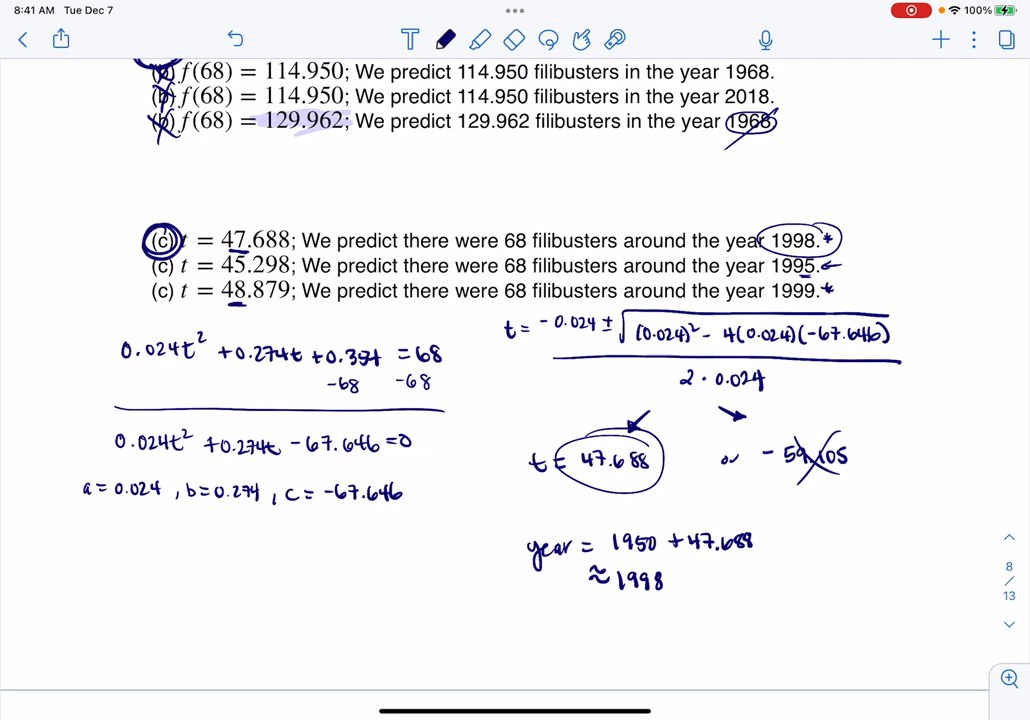 8:41 AM Tue Dec 7
100%
T
(a) f(68) = 114.950; We predict 114.950 filibusters in the year 1968.
(b) f(68) = 114.950; We predict 114.950 filibusters in the year 2018.
(b) f(68) = 129.962; We predict 129.962 filibusters in the year 1968
(c) t = 47.688; We predict there were 68 filibusters around the year 1998.*
(c) t = 45.298; We predict there were 68 filibusters around the year 1995.←
(c) t = 48.879; We predict there were 68 filibusters around the year 1999.*
0.024t² + 0.274t + 0.354 = 68
-68 -68
0.024t² + 0.274t - 67.646 = 0
a = 0.024, b = 0.274, c = -67.646
t = -0.024 ± √(0.024)² - 4(0.024)(-67.646)
2 · 0.024
t = 47.688 or - 59.105
year = 1950 + 47.688
≈ 1998
8
/
13